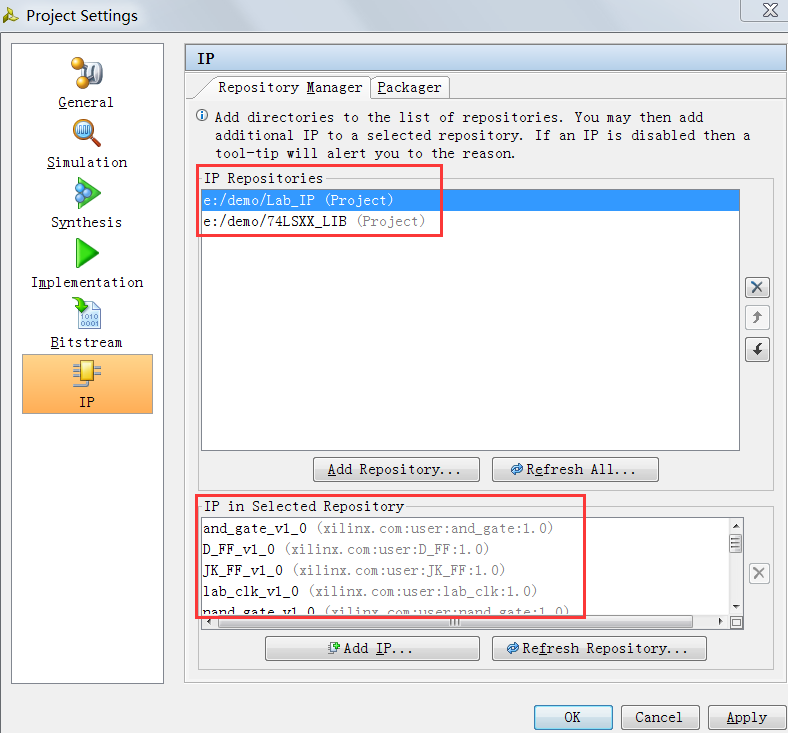 Project Settings
General
Simulation
Synthesis
Implementation
Bitstream
IP
IP
Repository Manager
Packager
Add directories to the list of repositories. You may then add
additional IP to a selected repository. If an IP is disabled then a
tool-tip will alert you to the reason.
IP Repositories
e:/demo/Lab_IP (Project)
e:/demo/74LSXX_LIB (Project)
Add Repository...
Refresh All...
IP in Selected Repository
and_gate_v1_0 (xilinx.com:user:and_gate:1.0)
D_FF_v1_0 (xilinx.com:user:D_FF:1.0)
JK_FF_v1_0 (xilinx.com:user:JK_FF:1.0)
lab_clk_v1_0 (xilinx.com:user:lab_clk:1.0)
nand_gate_v1_0 (xilinx.com:user:nand_gate:1.0)
Add IP...
Refresh Repository...
OK
Cancel
Apply